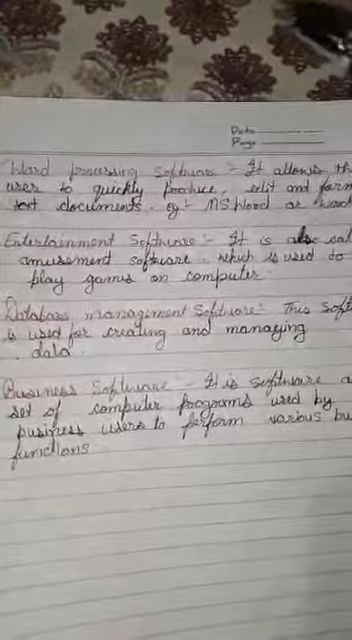 Date
Page
Word processing Software :- It allows th
user to quickly produce, edit and form
text documents. eg:- MS Word or word
Entertainment Software :- It is also cal
amusement software. which is used to
play games on computer.
Database management Software :- This Soft
is used for creating and managing
data.
Business Software :- It is software a
set of computer programs used by
business users to perform various bu
functions